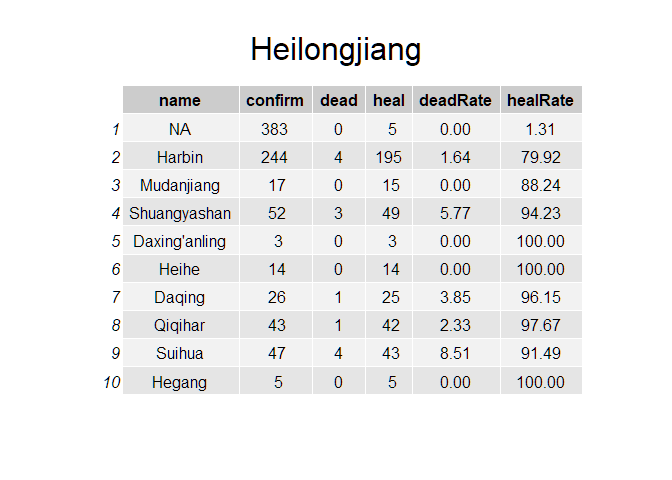 Heilongjiang
name confirm dead heal deadRate healRate
1 NA 383 0 5 0.00 1.31
2 Harbin 244 4 195 1.64 79.92
3 Mudanjiang 17 0 15 0.00 88.24
4 Shuangyashan 52 3 49 5.77 94.23
5 Daxing'anling 3 0 3 0.00 100.00
6 Heihe 14 0 14 0.00 100.00
7 Daqing 26 1 25 3.85 96.15
8 Qiqihar 43 1 42 2.33 97.67
9 Suihua 47 4 43 8.51 91.49
10 Hegang 5 0 5 0.00 100.00